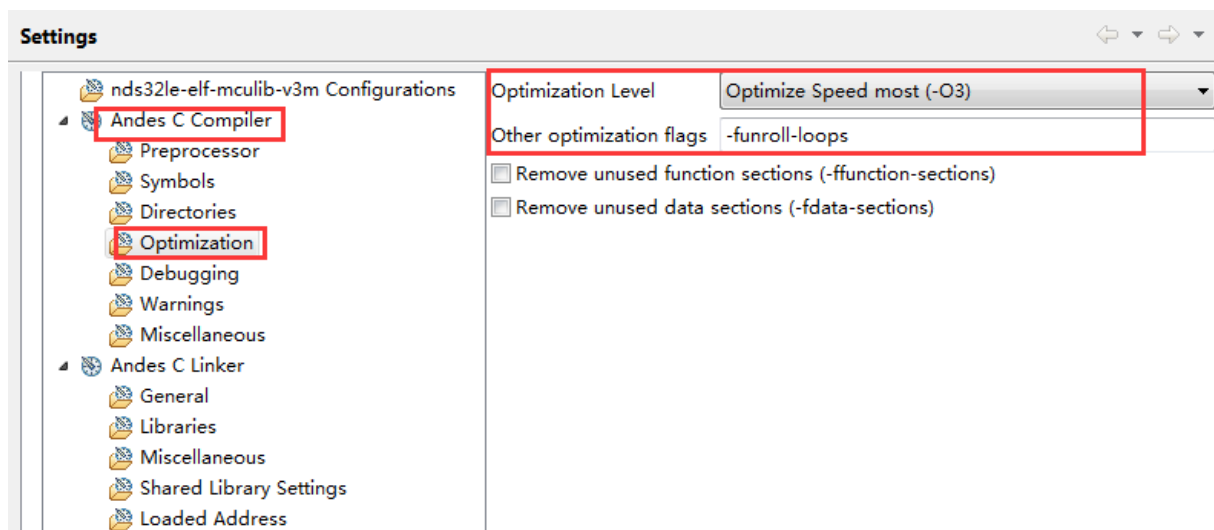 Settings
nds32le-elf-mculib-v3m Configurations
Andes C Compiler
Preprocessor
Symbols
Directories
Optimization
Debugging
Warnings
Miscellaneous
Andes C Linker
General
Libraries
Miscellaneous
Shared Library Settings
Loaded Address
Optimization Level Optimize Speed most (-O3)
Other optimization flags -funroll-loops
Remove unused function sections (-ffunction-sections)
Remove unused data sections (-fdata-sections)